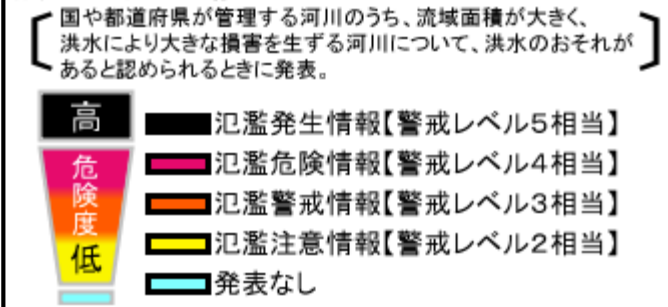 国や都道府県が管理する河川のうち、流域面積が大きく、
洪水により大きな損害を生ずる河川について、洪水のおそれが
あると認められるときに発表。
高
危険度
低
氾濫発生情報【警戒レベル5相当】
氾濫危険情報【警戒レベル4相当】
氾濫警戒情報【警戒レベル3相当】
氾濫注意情報【警戒レベル2相当】
発表なし